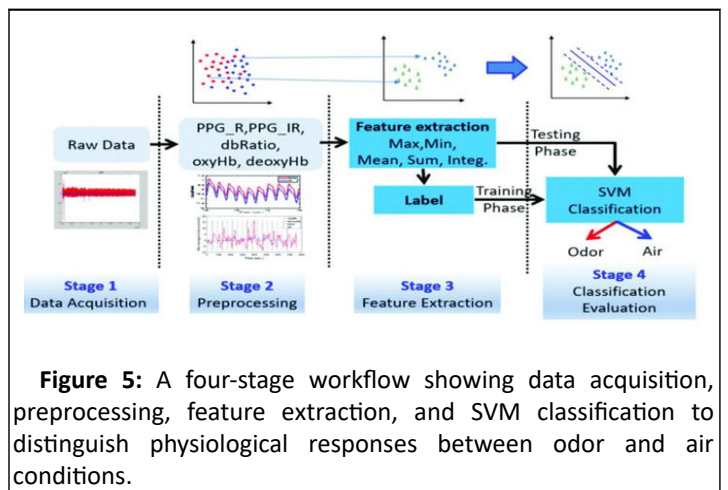 Raw Data
PPG_R,PPG_IR,
dbRatio,
oxyHb, deoxyHb
Feature extraction
Max,Min,
Mean, Sum, Integ.
Label
Testing
Phase
Training
Phase
SVM
Classification
Odor
Air
Stage 1
Data Acquisition
Stage 2
Preprocessing
Stage 3
Feature Extraction
Stage 4
Classification
Evaluation
Figure 5: A four-stage workflow showing data acquisition,
preprocessing, feature extraction, and SVM classification to
distinguish physiological responses between odor and air
conditions.